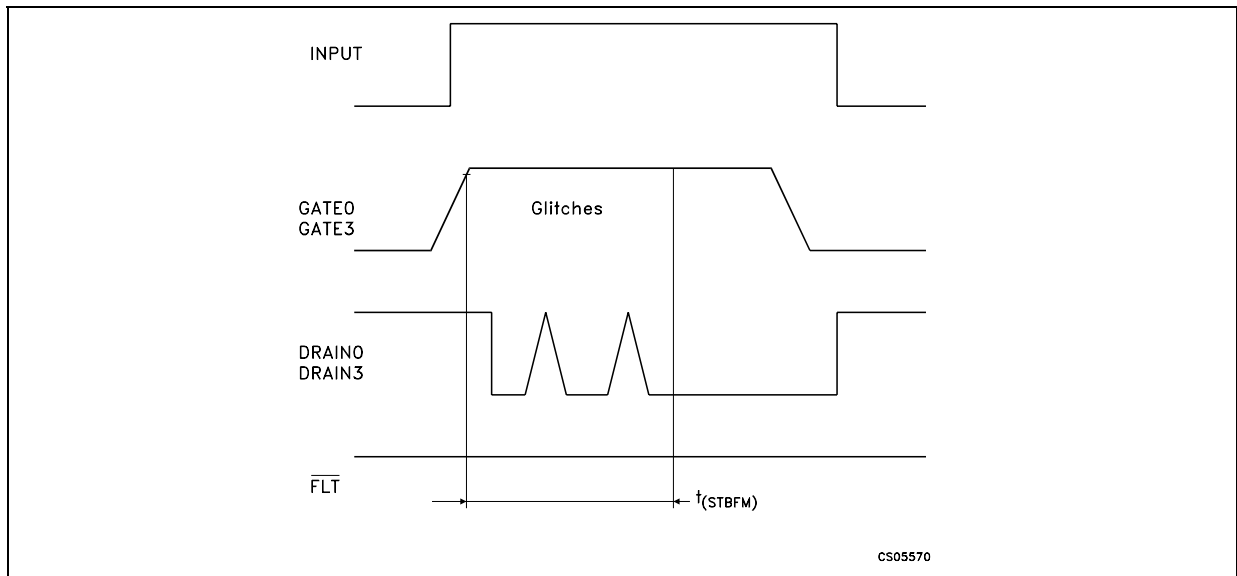 INPUT
GATE0
GATE3
Glitches
DRAIN0
DRAIN3
FLT
t(STBFM)
CS05570